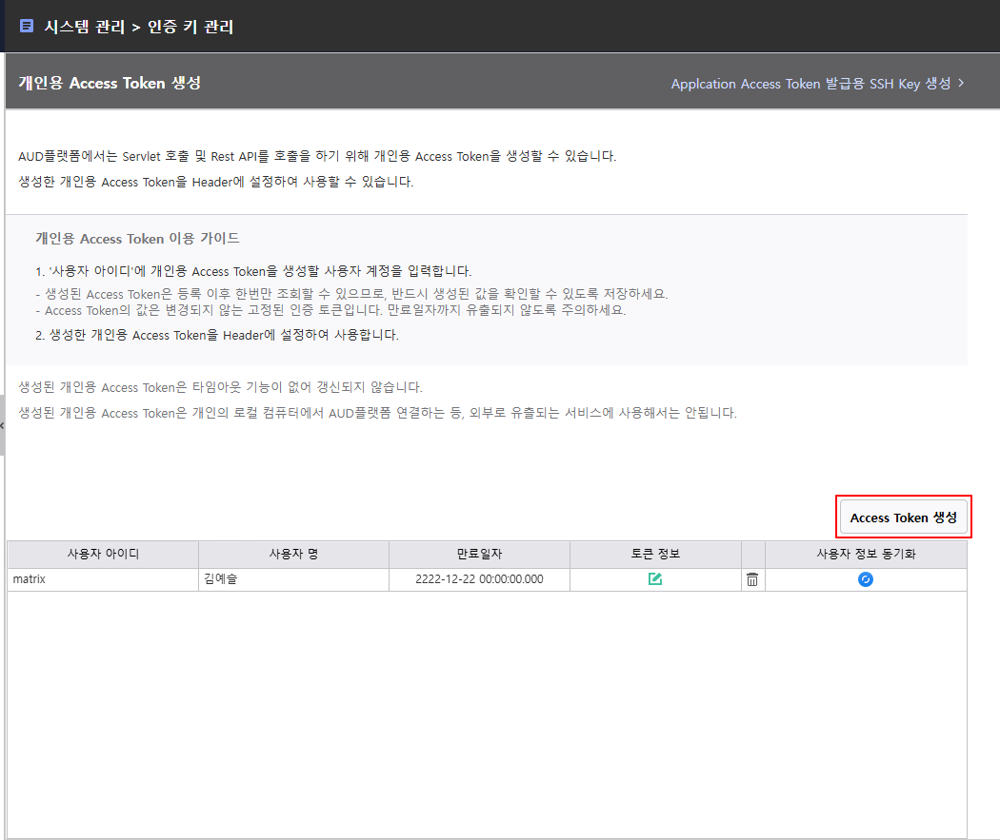 시스템 관리 > 인증 키 관리
개인용 Access Token 생성
Applcation Access Token 발급용 SSH Key 생성 >
AUD플랫폼에서는 Servlet 호출 및 Rest API를 호출을 하기 위해 개인용 Access Token을 생성할 수 있습니다.
생성한 개인용 Access Token을 Header에 설정하여 사용할 수 있습니다.
개인용 Access Token 이용 가이드
1. '사용자 아이디'에 개인용 Access Token을 생성할 사용자 계정을 입력합니다.
- 생성된 Access Token은 등록 이후 한번만 조회할 수 있으므로, 반드시 생성된 값을 확인할 수 있도록 저장하세요.
- Access Token의 값은 변경되지 않는 고정된 인증 토큰입니다. 만료일자까지 유출되지 않도록 주의하세요.
2. 생성한 개인용 Access Token을 Header에 설정하여 사용합니다.
생성된 개인용 Access Token은 타임아웃 기능이 없어 갱신되지 않습니다.
생성된 개인용 Access Token은 개인의 로컬 컴퓨터에서 AUD플랫폼 연결하는 등, 외부로 유출되는 서비스에 사용해서는 안됩니다.
Access Token 생성
사용자 아이디 사용자 명 만료일자 토큰 정보 사용자 정보 동기화
matrix 김예슬 2222-12-22 00:00:00.000